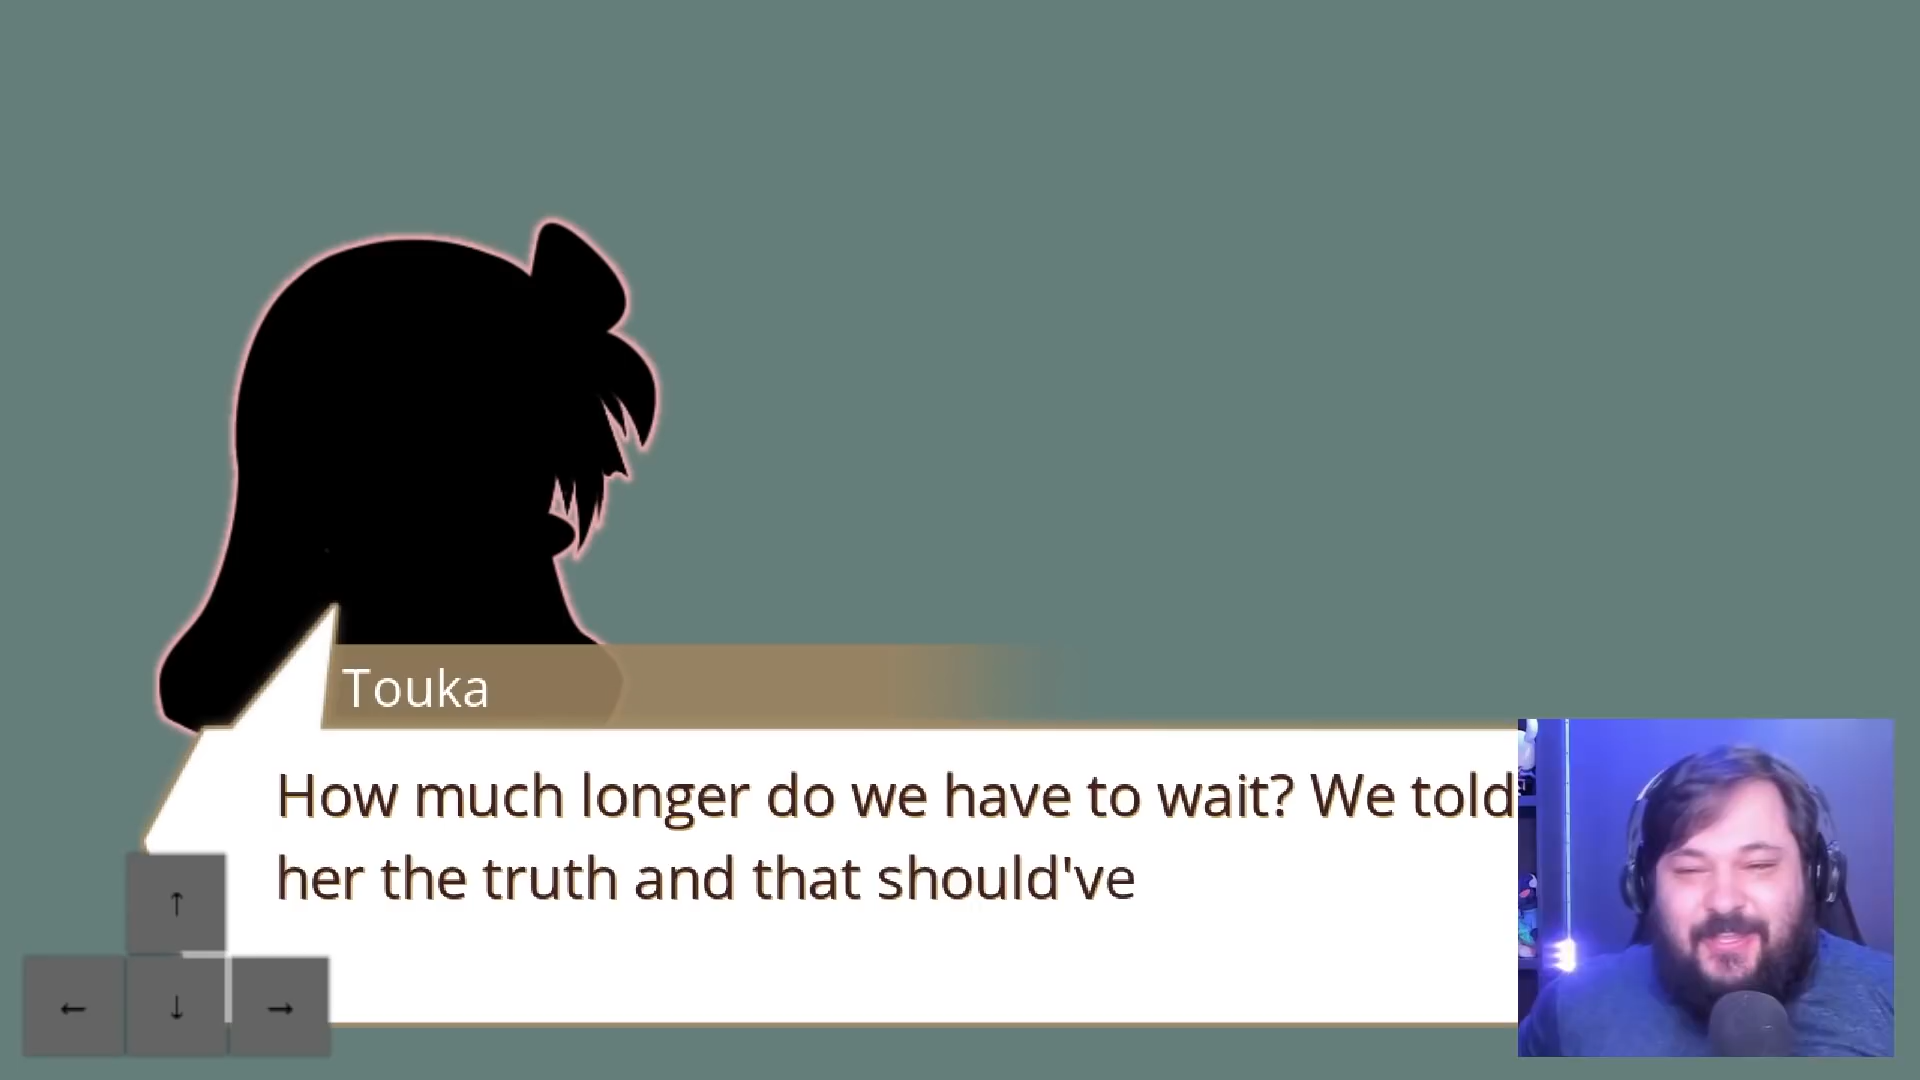 Touka
How much longer do we have to wait? We told
her the truth and that should've
↑
← ↓ →